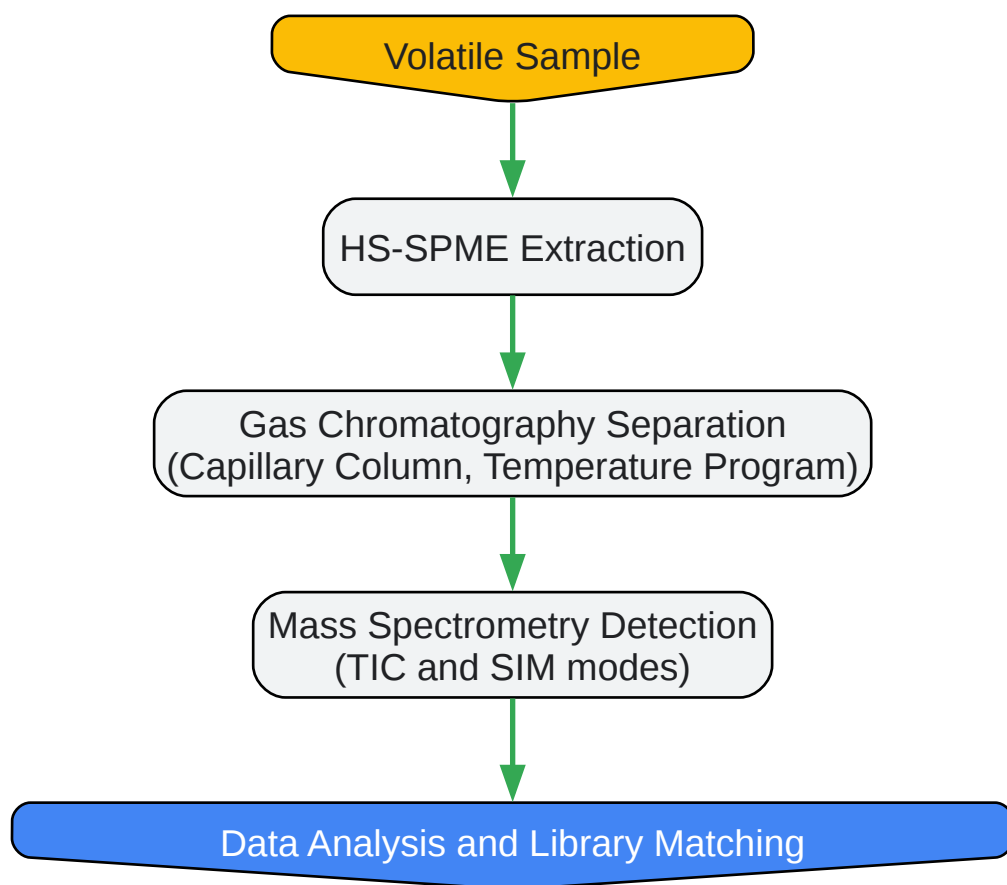 Volatile Sample
HS-SPME Extraction
Gas Chromatography Separation
(Capillary Column, Temperature Program)
Mass Spectrometry Detection
(TIC and SIM modes)
Data Analysis and Library Matching